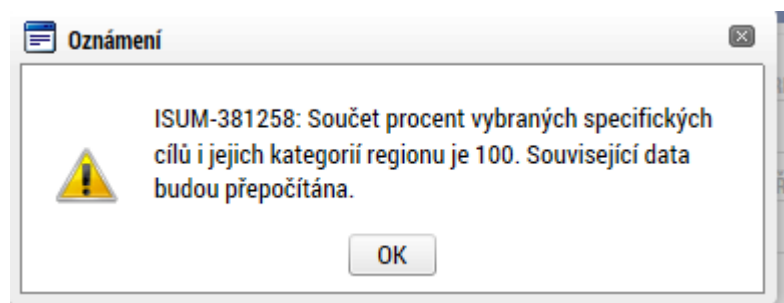 Oznámení
ISUM-381258: Součet procent vybraných specifických
cílů i jejich kategorií regionu je 100. Související data
budou přepočítána.
OK